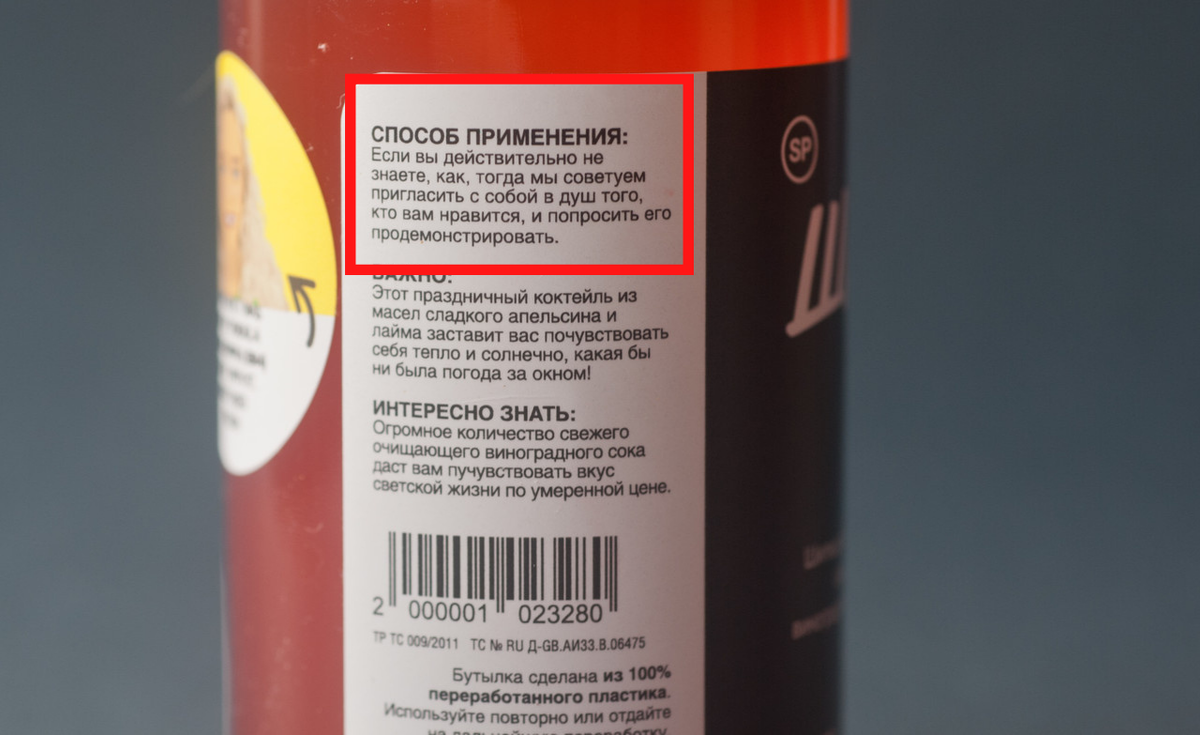 СПОСОБ ПРИМЕНЕНИЯ:
Если вы действительно не
знаете, как, тогда мы советуем
пригласить с собой в душ того,
кто вам нравится, и попросить его
продемонстрировать.
ВАЖНО:
Этот праздничный коктейль из
масел сладкого апельсина и
лайма заставит вас почувствовать
себя тепло и солнечно, какая бы
ни была погода за окном!
ИНТЕРЕСНО ЗНАТЬ:
Огромное количество свежего
очищающего виноградного сока
даст вам пучувствовать вкус
светской жизни по умеренной цене.
2 000001 023280
ТР ТС 009/2011 ТС № RU Д-GB.АИ33.В.06475
Бутылка сделана из 100%
переработанного пластика.
Используйте повторно или отдайте
на дальнейшую переработку.
SP